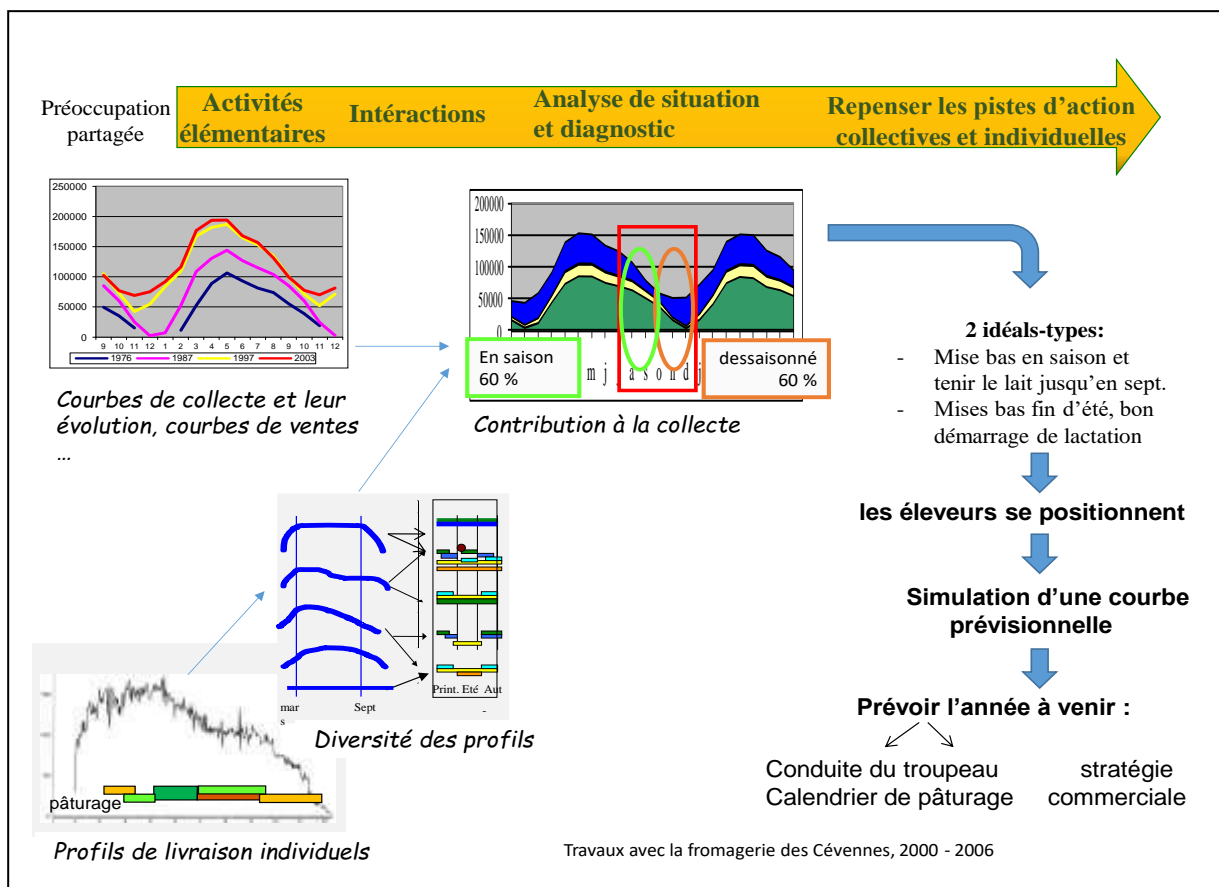 Préoccupation
partagée
Activités
élémentaires
Intéractions
Analyse de situation
et diagnostic
Repenser les pistes d'action
collectives et individuelles
250000
200000
150000
100000
50000
0
9 10 11 12 1 2 3 4 5 6 7 8 9 10 11 12
1976 1987 1997 2003
Courbes de collecte et leur
évolution, courbes de ventes
…
200000
150000
100000
50000
0
m j j a s o n d j
En saison
60 %
dessaisonné
60 %
Contribution à la collecte
2 idéals-types:
- Mise bas en saison et
tenir le lait jusqu'en sept.
- Mises bas fin d'été, bon
démarrage de lactation
les éleveurs se positionnent
Simulation d'une courbe
prévisionnelle
Prévoir l'année à venir :
Conduite du troupeau
Calendrier de pâturage
stratégie
commerciale
mar
s
Sept
Print. Eté Aut
-
Diversité des profils
pâturage
Profils de livraison individuels
Travaux avec la fromagerie des Cévennes, 2000 - 2006